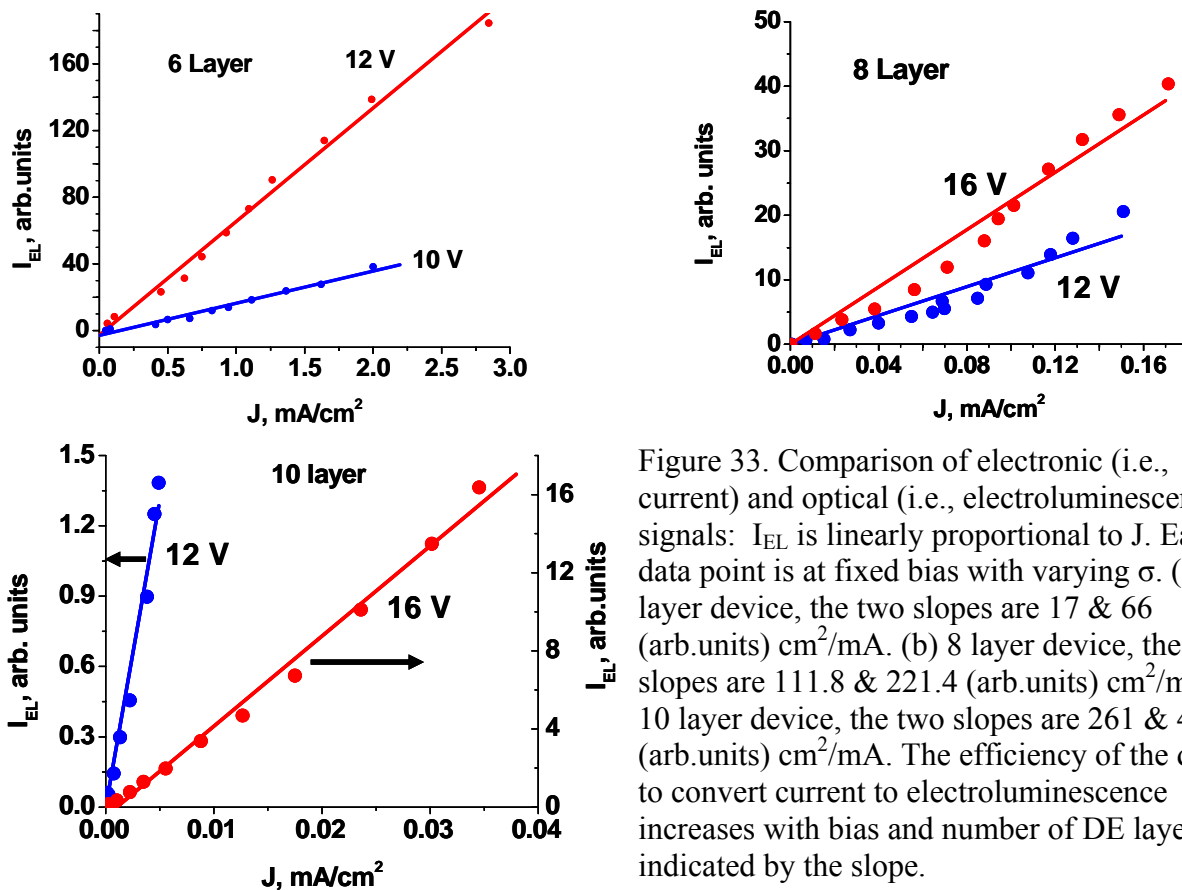 6 Layer
12 V
10 V
I_EL, arb.units
160
120
80
40
0
0.0 0.5 1.0 1.5 2.0 2.5 3.0
J, mA/cm²
8 Layer
16 V
12 V
I_EL, arb. units
50
40
30
20
10
0
0.00 0.04 0.08 0.12 0.16
J, mA/cm²
10 layer
12 V
16 V
I_EL, arb. units
1.5
1.2
0.9
0.6
0.3
0.0
16
12
8
4
0
I_EL, arb.units
0.00 0.01 0.02 0.03 0.04
J, mA/cm²
Figure 33. Comparison of electronic (i.e.,
current) and optical (i.e., electroluminescen
signals: I_EL is linearly proportional to J. Ea
data point is at fixed bias with varying σ. (
layer device, the two slopes are 17 & 66
(arb.units) cm²/mA. (b) 8 layer device, the
slopes are 111.8 & 221.4 (arb.units) cm²/m
10 layer device, the two slopes are 261 & 4
(arb.units) cm²/mA. The efficiency of the d
to convert current to electroluminescence
increases with bias and number of DE laye
indicated by the slope.